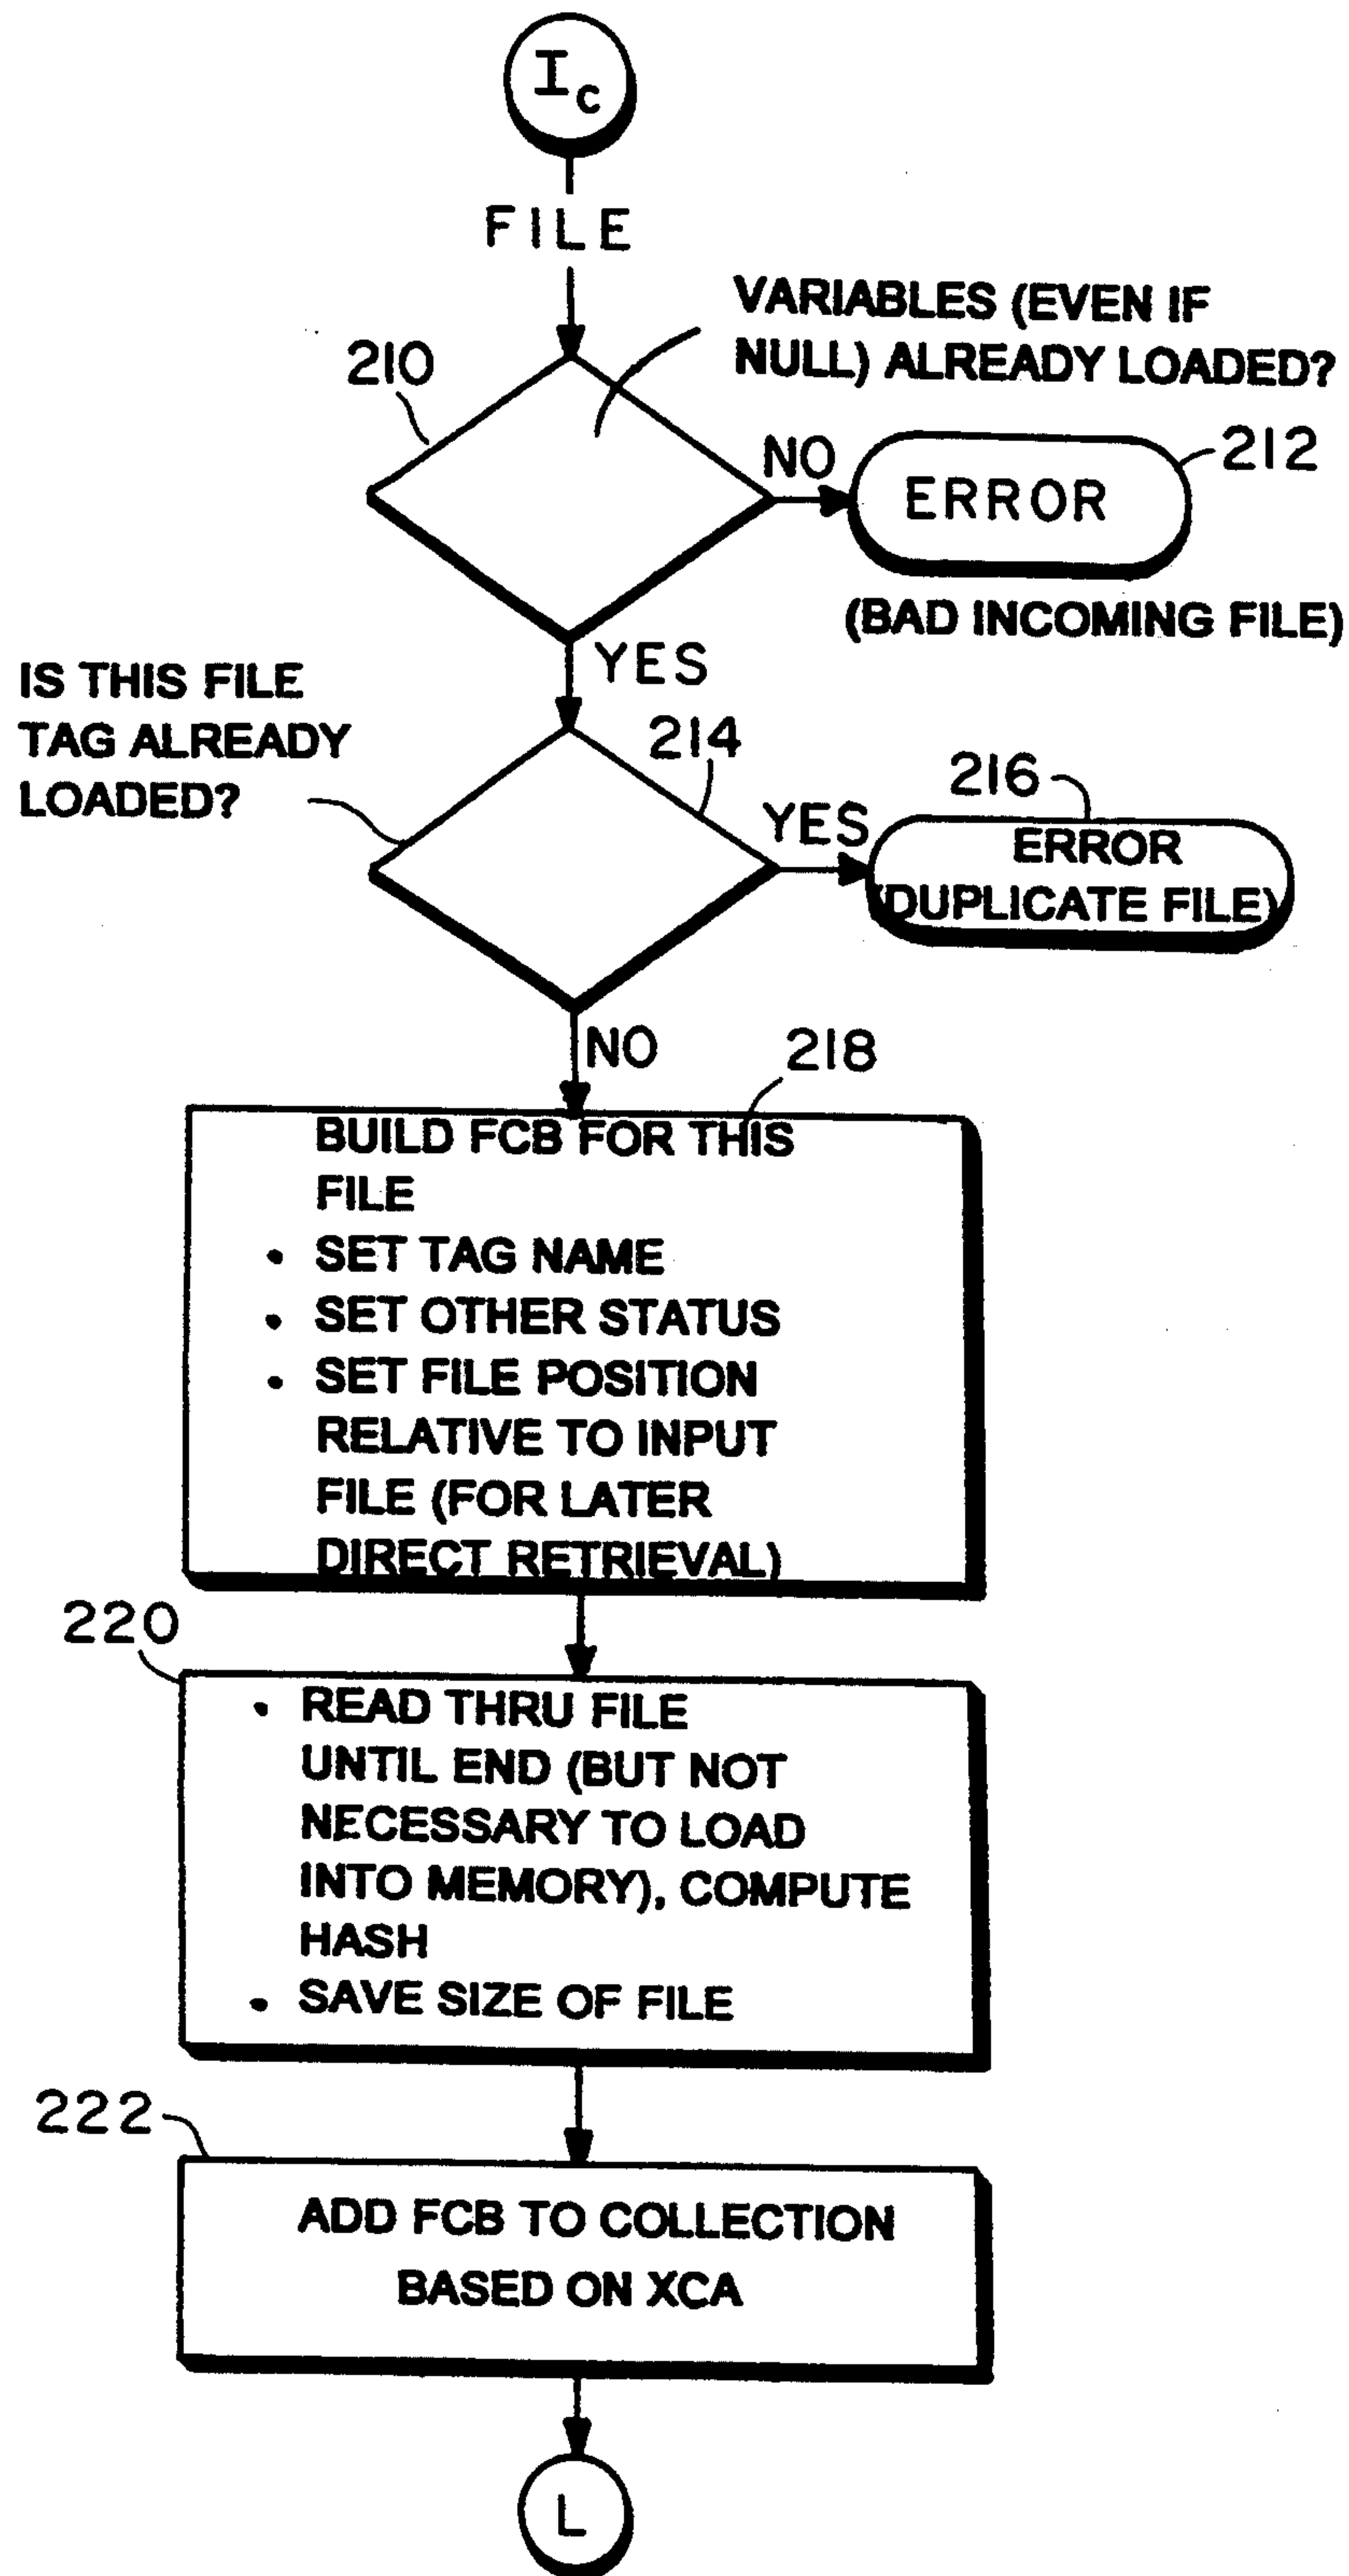 Ic
FILE
VARIABLES (EVEN IF
NULL) ALREADY LOADED?
210
NO
ERROR
212
(BAD INCOMING FILE)
YES
IS THIS FILE
TAG ALREADY
LOADED?
214
YES
216
ERROR
(DUPLICATE FILE)
NO
218
BUILD FCB FOR THIS
FILE
• SET TAG NAME
• SET OTHER STATUS
• SET FILE POSITION
RELATIVE TO INPUT
FILE (FOR LATER
DIRECT RETRIEVAL)
220
• READ THRU FILE
UNTIL END (BUT NOT
NECESSARY TO LOAD
INTO MEMORY), COMPUTE
HASH
• SAVE SIZE OF FILE
222
ADD FCB TO COLLECTION
BASED ON XCA
L